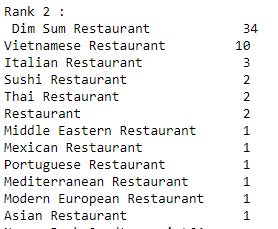 Rank 2 :
Dim Sum Restaurant 34
Vietnamese Restaurant 10
Italian Restaurant 3
Sushi Restaurant 2
Thai Restaurant 2
Restaurant 2
Middle Eastern Restaurant 1
Mexican Restaurant 1
Portuguese Restaurant 1
Mediterranean Restaurant 1
Modern European Restaurant 1
Asian Restaurant 1